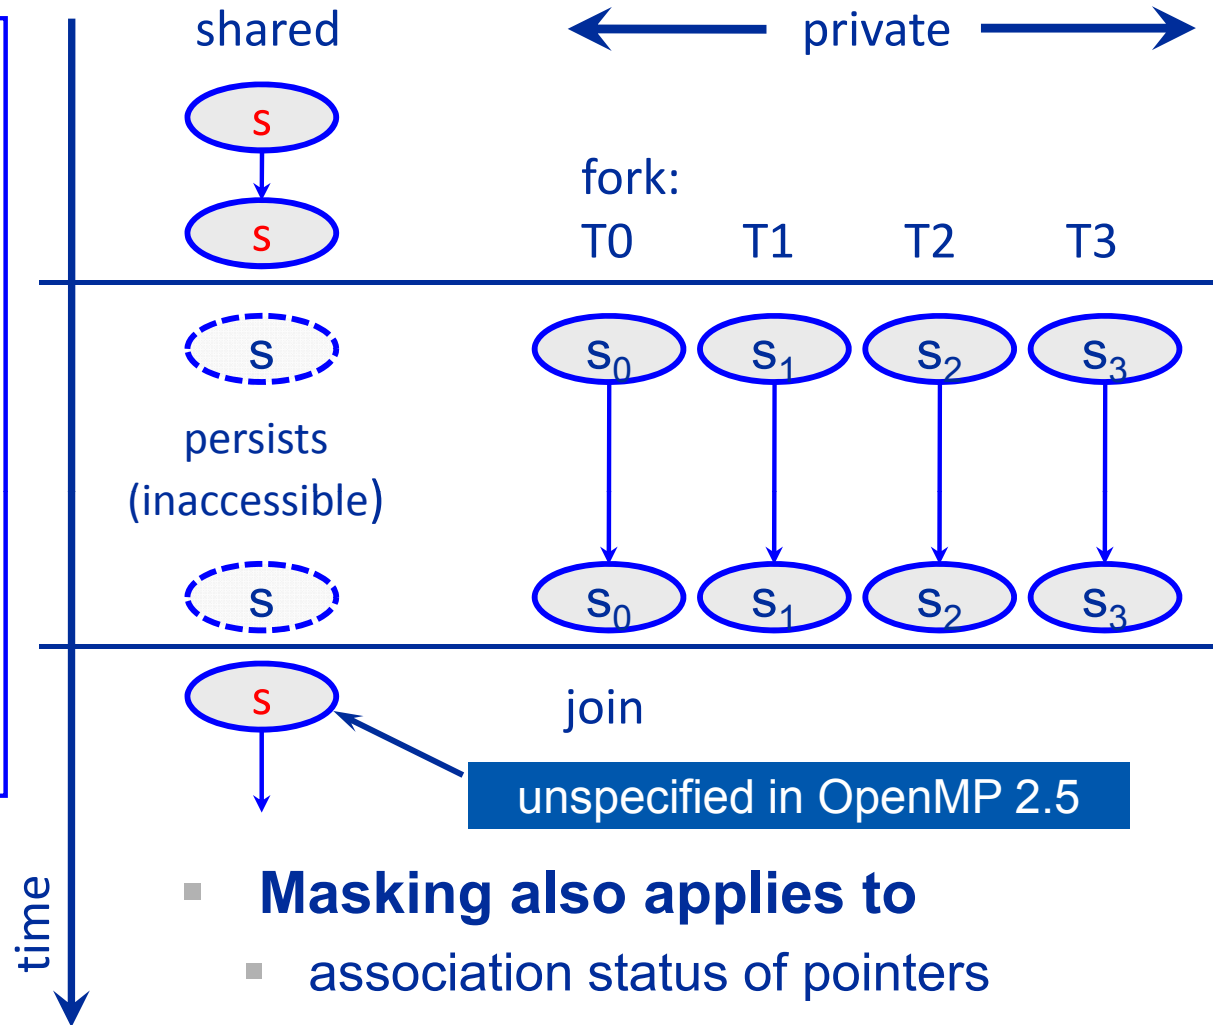 shared private
s
fork:
s
T0 T1 T2 T3
s s₀ s₁ s₂ s₃
persists
(inaccessible)
s s₀ s₁ s₂ s₃
s join
unspecified in OpenMP 2.5
Masking also applies to
association status of pointers
time